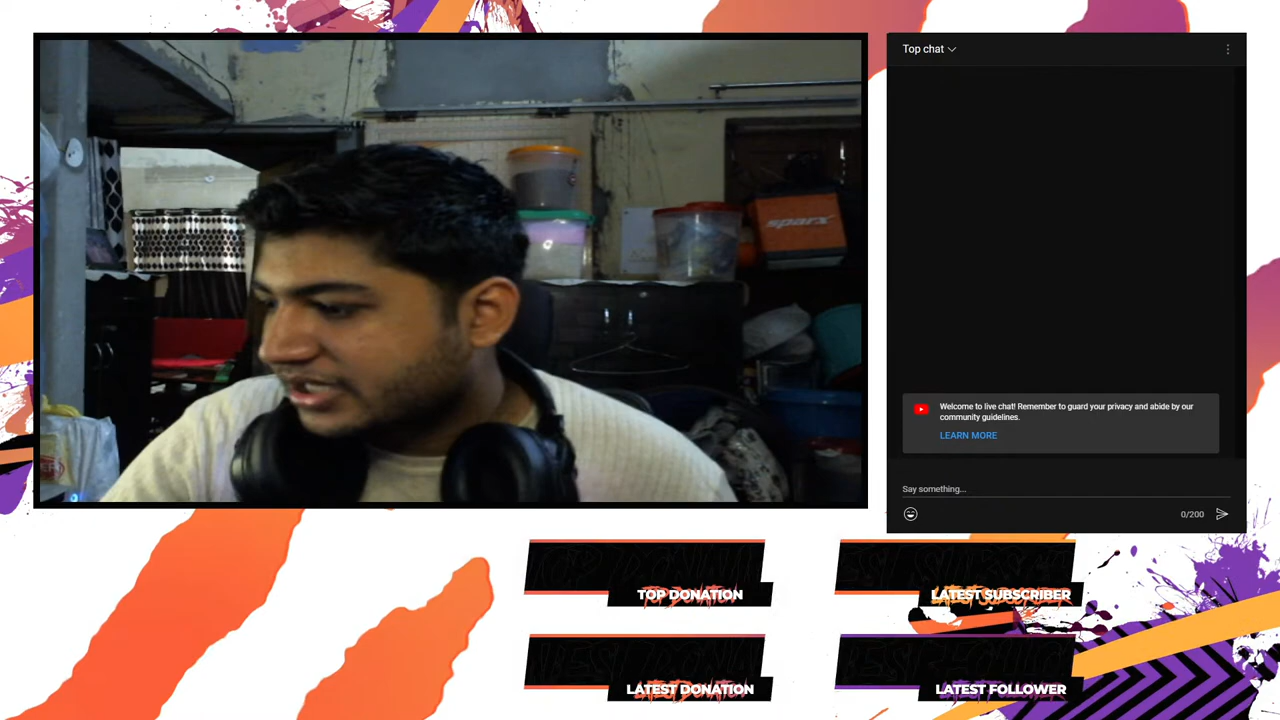 Top chat
sparx
Welcome to live chat! Remember to guard your privacy and abide by our
community guidelines.
LEARN MORE
Say something...
0/200
TOP DONATION
LATEST SUBSCRIBER
LATEST DONATION
LATEST FOLLOWER